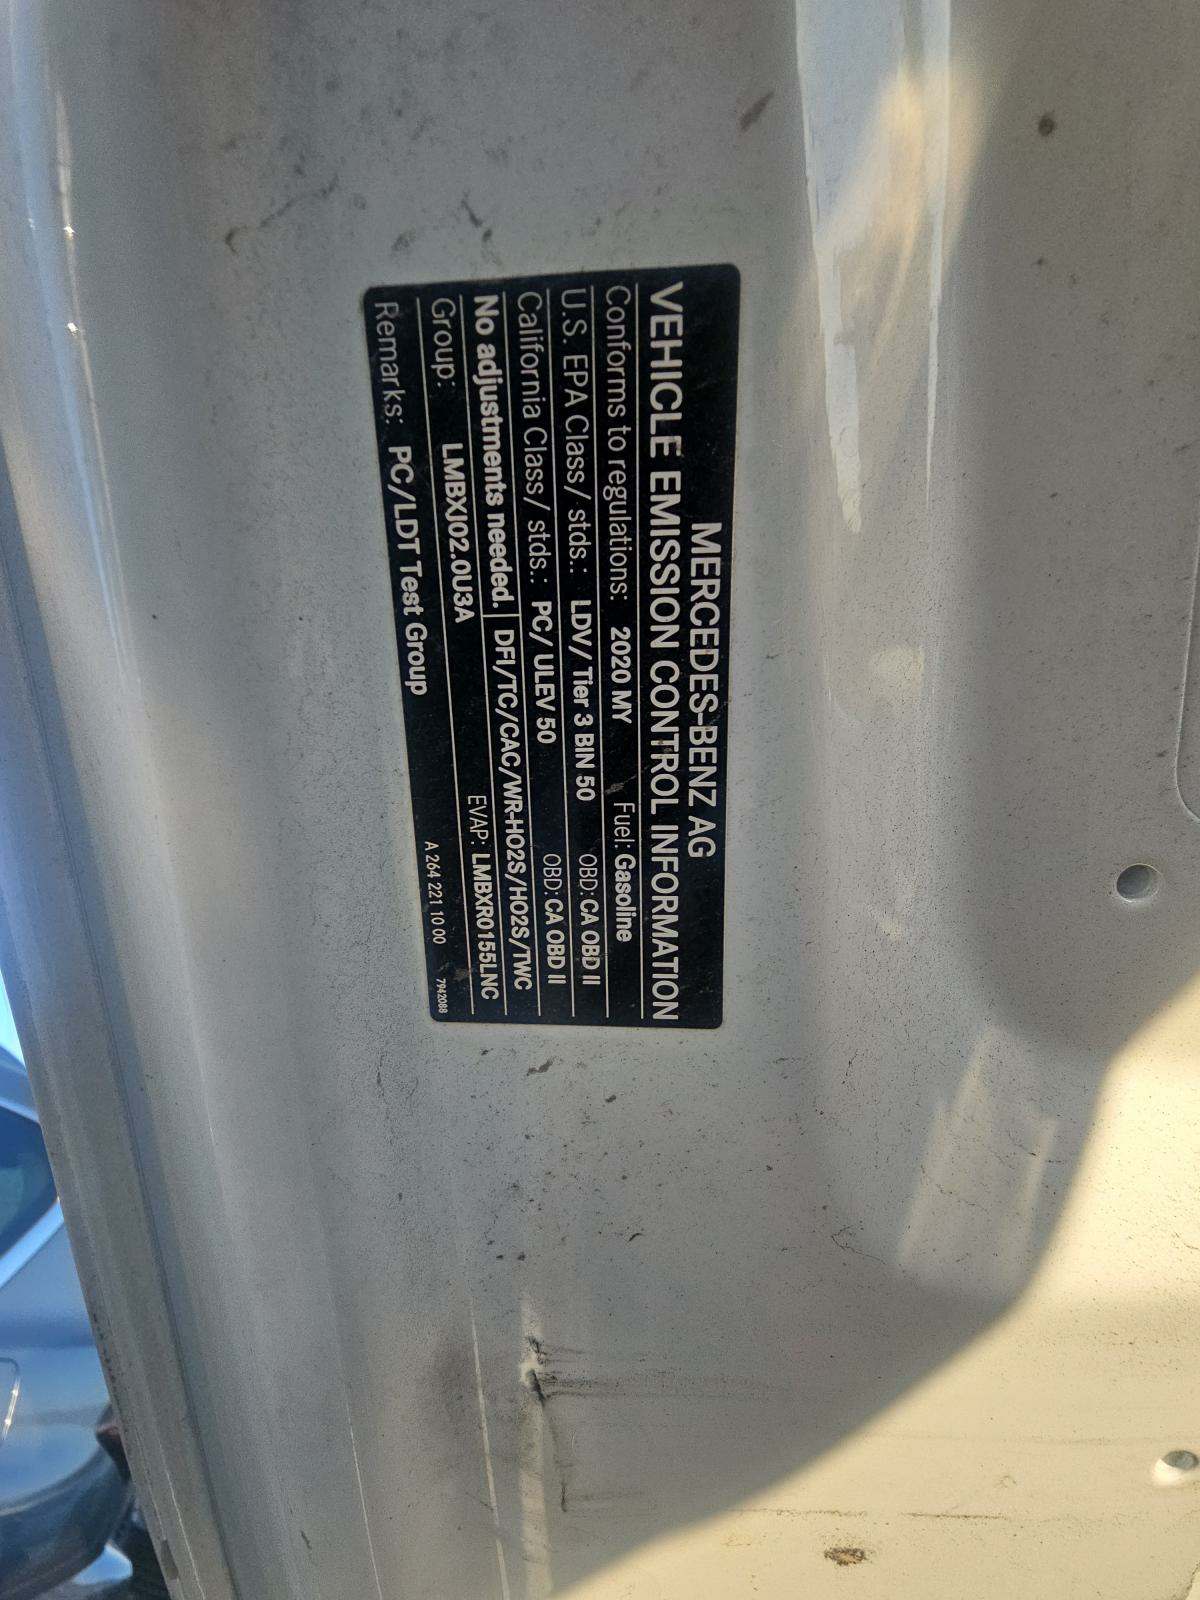 MERCEDES-BENZ AG
VEHICLE EMISSION CONTROL INFORMATION
Conforms to regulations: 2020 MY Fuel: Gasoline
U.S. EPA Class/ stds.: LDV/ Tier 3 BIN 50 OBD: CA OBD II
California Class/ stds.: PC/ ULEV 50 OBD: CA OBD II
No adjustments needed. DFI/TC/CAC/WR-HO2S/HO2S/TWC
Group: LMBXJ02.0U3A EVAP: LMBXR0155LNC
Remarks: PC/LDT Test Group A 264 221 10 00 7942088